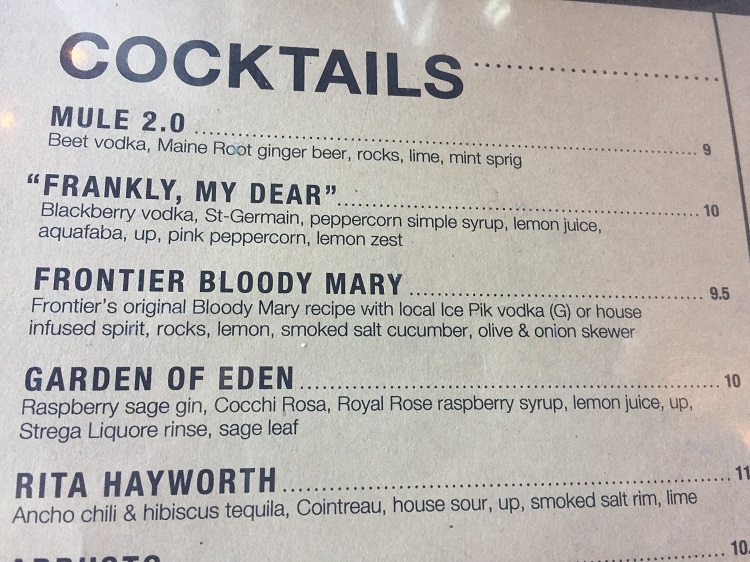 COCKTAILS
MULE 2.0 9
Beet vodka, Maine Root ginger beer, rocks, lime, mint sprig
“FRANKLY, MY DEAR” 10
Blackberry vodka, St-Germain, peppercorn simple syrup, lemon juice,
aquafaba, up, pink peppercorn, lemon zest
FRONTIER BLOODY MARY 9.5
Frontier's original Bloody Mary recipe with local Ice Pik vodka (G) or house
infused spirit, rocks, lemon, smoked salt cucumber, olive & onion skewer
GARDEN OF EDEN 10
Raspberry sage gin, Cocchi Rosa, Royal Rose raspberry syrup, lemon juice, up,
Strega Liquore rinse, sage leaf
RITA HAYWORTH 11
Ancho chili & hibiscus tequila, Cointreau, house sour, up, smoked salt rim, lime
10.